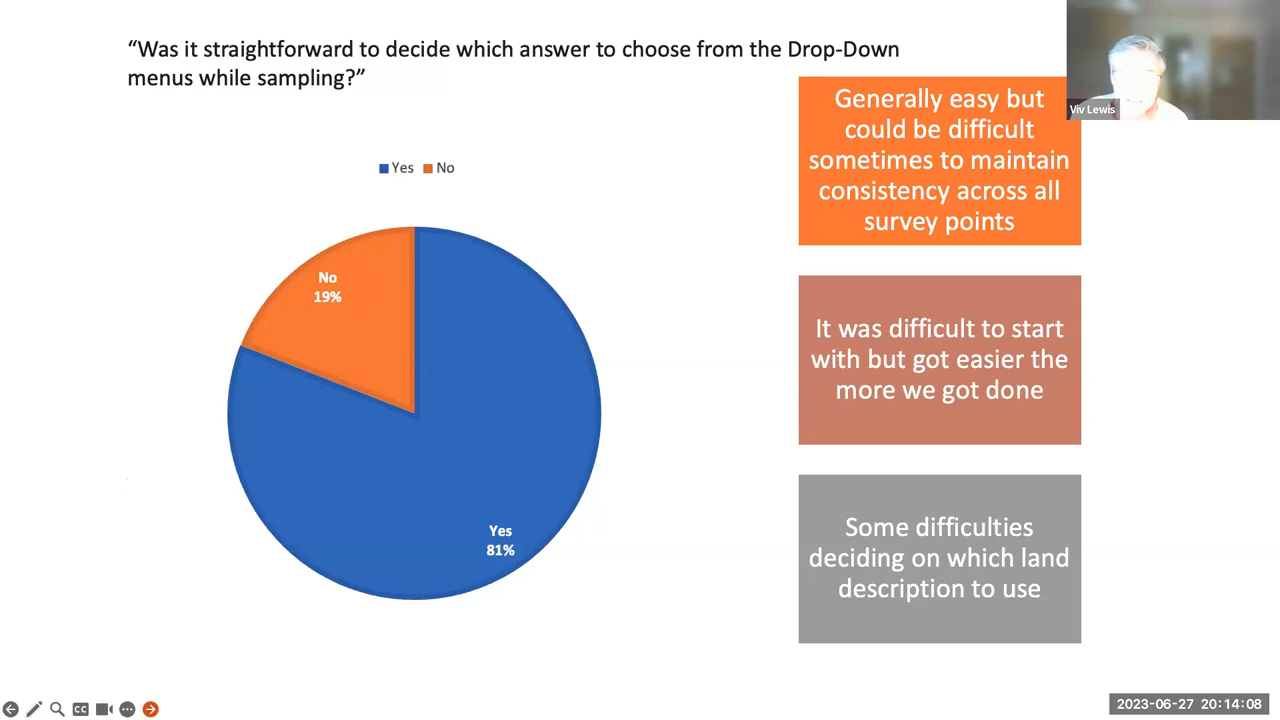 “Was it straightforward to decide which answer to choose from the Drop-Down
menus while sampling?”
Viv Lewis
Yes No
No
19%
Yes
81%
Generally easy but
could be difficult
sometimes to maintain
consistency across all
survey points
It was difficult to start
with but got easier the
more we got done
Some difficulties
deciding on which land
description to use
CC
2023-06-27 20:14:08